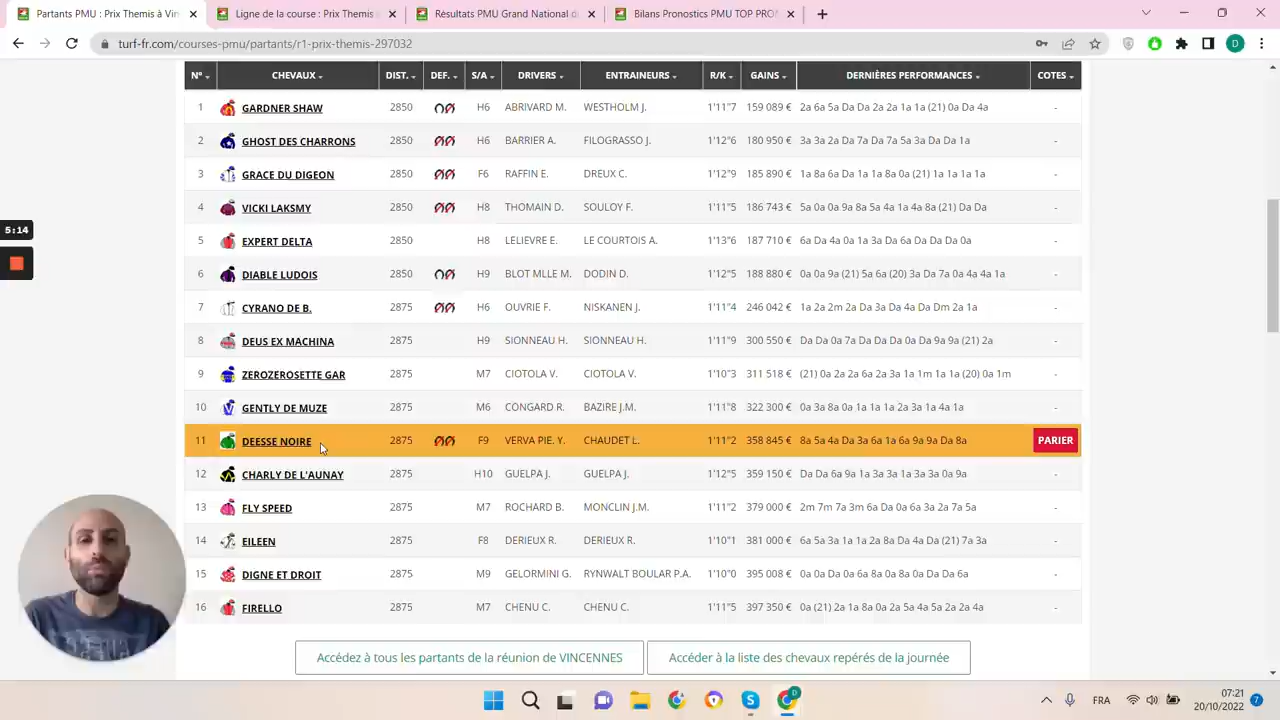 Partants PMU : Prix Themis à Vin
Ligne de la course : Prix Themis
Résultats PMU Grand National d
Bilans Pronostics PMU TOP PRO
turf-fr.com/courses-pmu/partants/r1-prix-themis-297032
D
N° CHEVAUX DIST. DEF. S/A DRIVERS ENTRAINEURS R/K GAINS DERNIÈRES PERFORMANCES COTES
1 GARDNER SHAW 2850 H6 ABRIVARD M. WESTHOLM J. 1'11"7 159 089 € 2a 6a 5a Da Da 2a 2a 1a 1a (21) 0a Da 4a -
2 GHOST DES CHARRONS 2850 H6 BARRIER A. FILOGRASSO J. 1'12"6 180 950 € 3a 3a 2a Da 7a Da 7a 5a 3a Da Da 1a -
3 GRACE DU DIGEON 2850 F6 RAFFIN E. DREUX C. 1'12"9 185 890 € 1a 8a 6a Da 1a 1a 8a 0a (21) 1a 1a 1a 1a -
4 VICKI LAKSMY 2850 H8 THOMAIN D. SOULOY F. 1'11"5 186 743 € 5a 0a 0a 9a 8a 5a 4a 1a 4a 8a (21) Da Da -
5 EXPERT DELTA 2850 H8 LELIEVRE E. LE COURTOIS A. 1'13"6 187 710 € 6a Da 4a 0a 1a 3a Da 6a Da Da Da 0a -
6 DIABLE LUDOIS 2850 H9 BLOT MLLE M. DODIN D. 1'12"5 188 880 € 0a 0a 9a (21) 5a 6a (20) 3a Da 7a 0a 4a 4a 1a -
7 CYRANO DE B. 2875 H6 OUVRIE F. NISKANEN J. 1'11"4 246 042 € 1a 2a 2m 2a Da 3a Da 4a Da Dm 2a 1a -
8 DEUS EX MACHINA 2875 H9 SIONNEAU H. SIONNEAU H. 1'11"9 300 550 € Da Da 0a 7a Da Da Da 0a Da 9a 9a (21) 2a -
9 ZEROZEROSETTE GAR 2875 M7 CIOTOLA V. CIOTOLA V. 1'10"3 311 518 € (21) 0a 2a 2a 6a 2a 3a 1a 1m 1a 1a (20) 0a 1m -
10 GENTLY DE MUZE 2875 M6 CONGARD R. BAZIRE J.M. 1'11"8 322 300 € 0a 3a 8a 0a 1a 1a 1a 2a 3a 1a 4a 1a -
11 DEESSE NOIRE 2875 F9 VERVA PIE. Y. CHAUDET L. 1'11"2 358 845 € 8a 5a 4a Da 3a 6a 1a 6a 9a 9a Da 8a PARIER
12 CHARLY DE L'AUNAY 2875 H10 GUELPA J. GUELPA J. 1'12"5 359 150 € Da Da 6a 9a 1a 3a 3a 1a 3a 3a 0a 9a -
13 FLY SPEED 2875 M7 ROCHARD B. MONCLIN J.M. 1'11"2 379 000 € 2m 7m 7a 3m 6a Da 0a 6a 3a 2a 7a 5a -
14 EILEEN 2875 F8 DERIEUX R. DERIEUX R. 1'10"1 381 000 € 6a 5a 3a 1a 1a 2a 8a Da 4a Da (21) 7a 3a -
15 DIGNE ET DROIT 2875 M9 GELORMINI G. RYNWALT BOULAR P.A. 1'10"0 395 008 € 0a 0a Da 0a 6a 8a 0a 8a 0a Da Da 6a -
16 FIRELLO 2875 M7 CHENU C. CHENU C. 1'11"5 397 350 € 0a (21) 2a 1a 8a 0a 2a 5a 4a 5a 2a 2a 4a -
5:14
Accédez à tous les partants de la réunion de VINCENNES
Accéder à la liste des chevaux repérés de la journée
FRA
07:21
20/10/2022
7